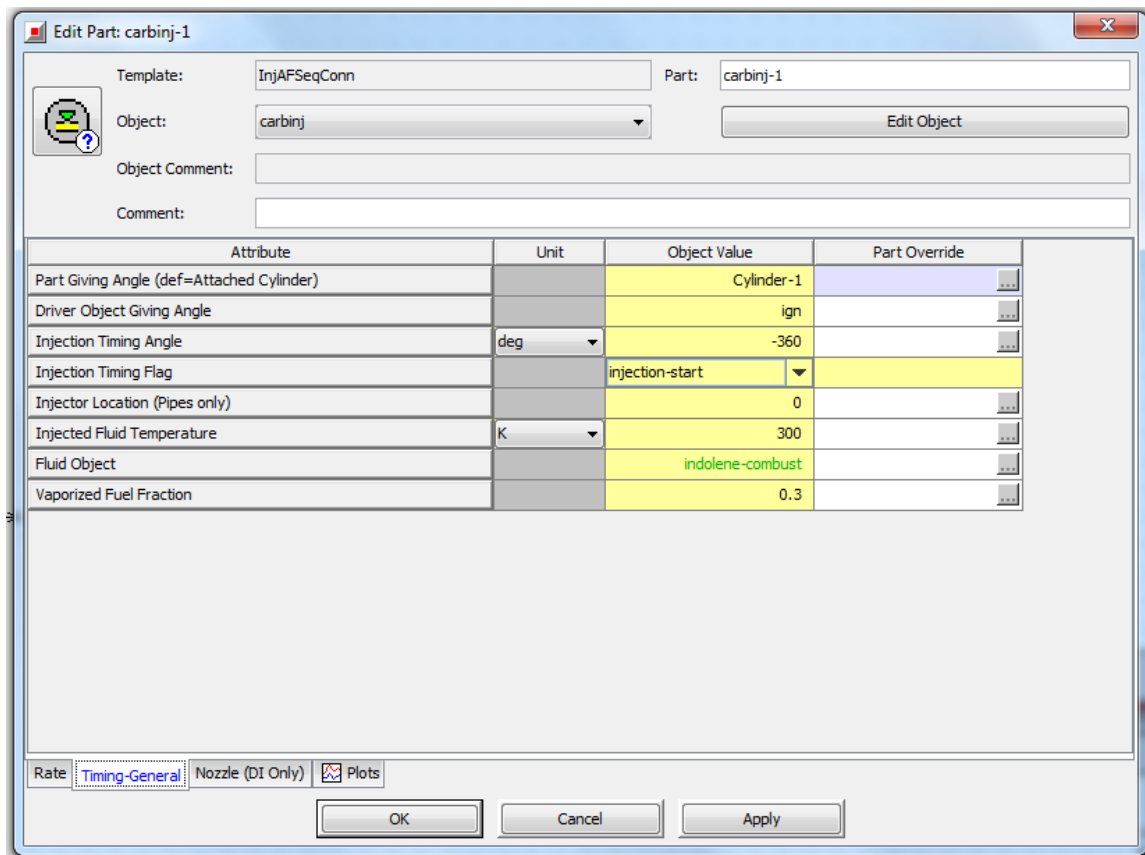 Edit Part: carbinj-1
X
Template: InjAFSeqConn Part: carbinj-1
Object: carbinj Edit Object
?
Object Comment:
Comment:
Attribute Unit Object Value Part Override
Part Giving Angle (def=Attached Cylinder) Cylinder-1 ...
Driver Object Giving Angle ign ...
Injection Timing Angle deg -360 ...
Injection Timing Flag injection-start
Injector Location (Pipes only) 0 ...
Injected Fluid Temperature K 300 ...
Fluid Object indolene-combust ...
Vaporized Fuel Fraction 0.3 ...
Rate Timing-General Nozzle (DI Only) Plots
OK Cancel Apply